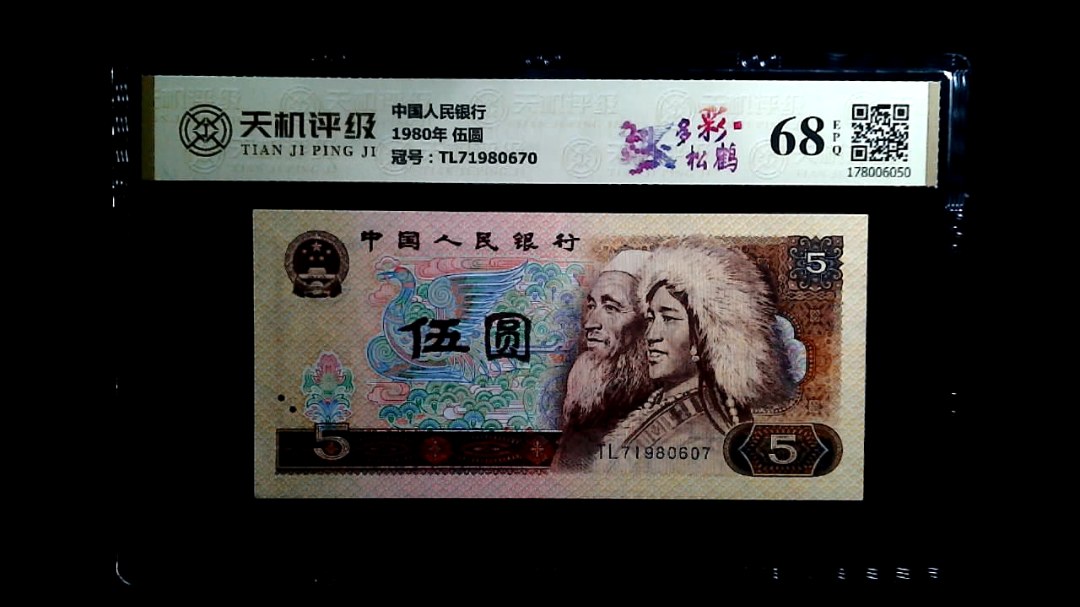 天机评级
TIAN JI PING JI
中国人民银行
1980年 伍圆
冠号：TL71980670
多彩
松鹤
68
EPQ
178006050
中国人民银行
5
伍圆
5
TL71980607
5